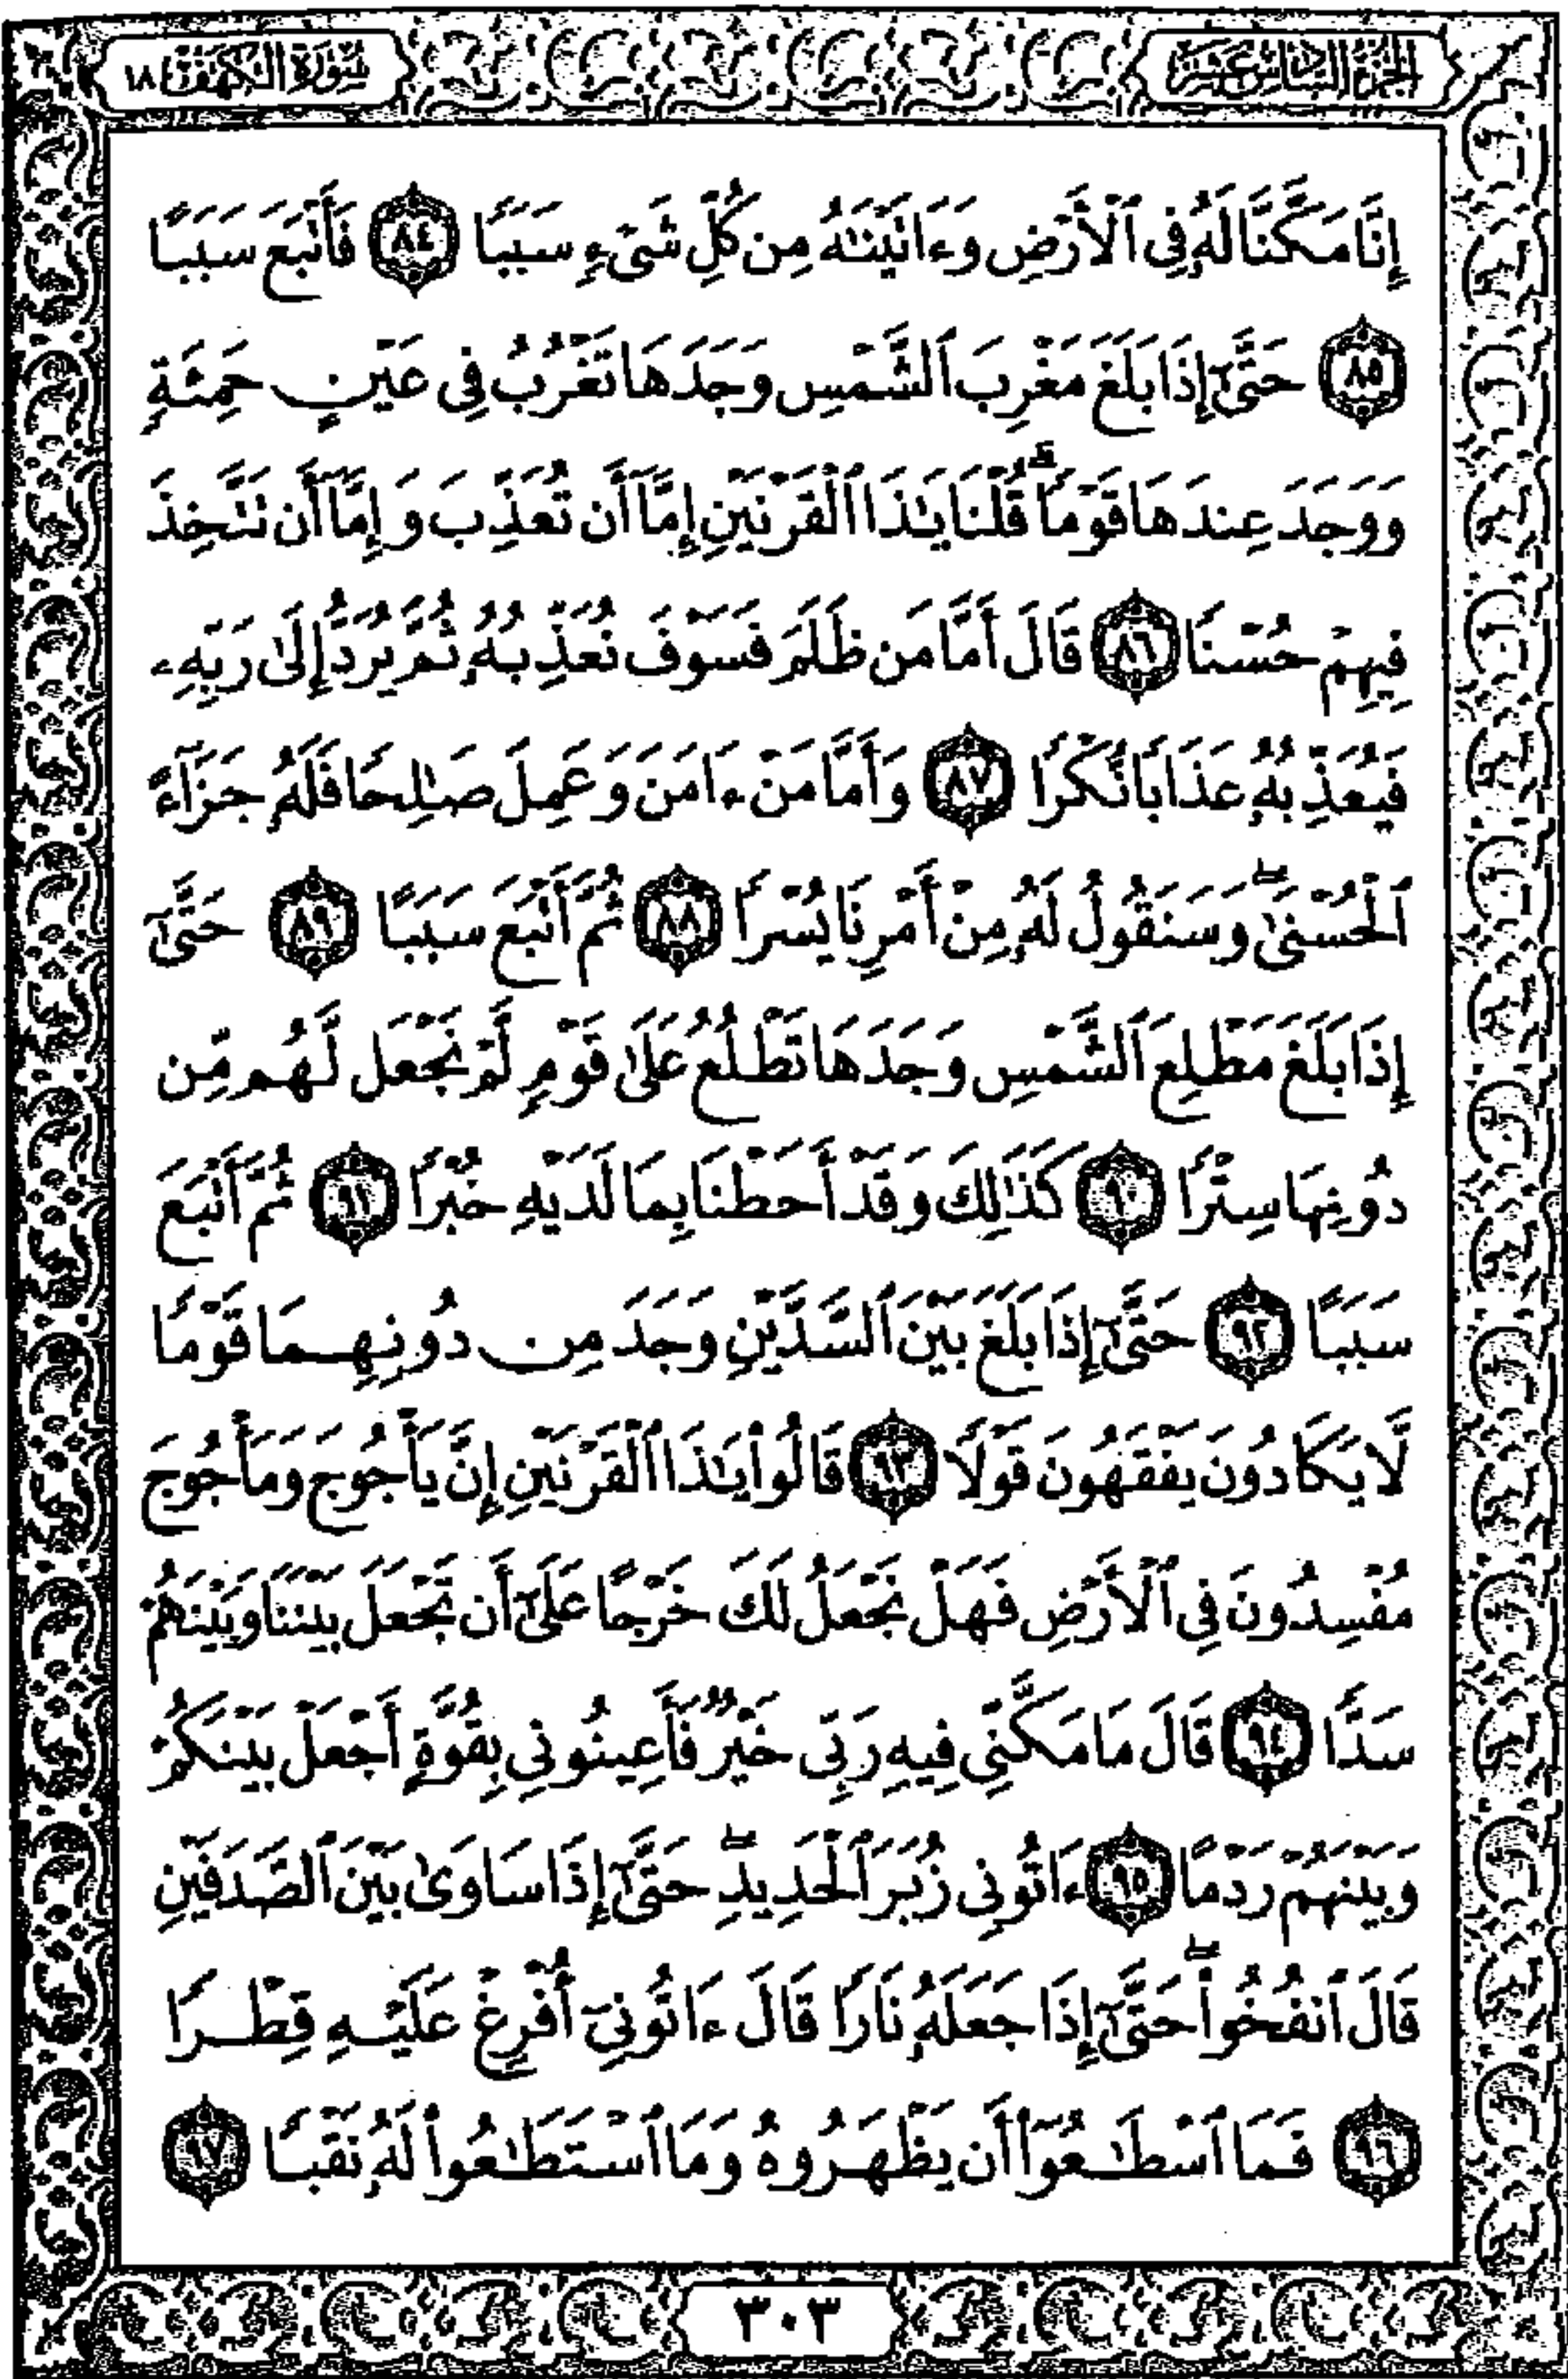 الجزء السادس عشر
سورة الكهف ١٨
إِنَّا مَكَّنَّا لَهُۥ فِى ٱلْأَرْضِ وَءَاتَيْنَـٰهُ مِن كُلِّ شَىْءٍ سَبَبًا ٨٤ فَأَتْبَعَ سَبَبًا
٨٥ حَتَّىٰٓ إِذَا بَلَغَ مَغْرِبَ ٱلشَّمْسِ وَجَدَهَا تَغْرُبُ فِى عَيْنٍ حَمِئَةٍ
وَوَجَدَ عِندَهَا قَوْمًا ۗ قُلْنَا يَـٰذَا ٱلْقَرْنَيْنِ إِمَّآ أَن تُعَذِّبَ وَإِمَّآ أَن تَتَّخِذَ
فِيهِمْ حُسْنًا ٨٦ قَالَ أَمَّا مَن ظَلَمَ فَسَوْفَ نُعَذِّبُهُۥ ثُمَّ يُرَدُّ إِلَىٰ رَبِّهِۦ
فَيُعَذِّبُهُۥ عَذَابًا نُّكْرًا ٨٧ وَأَمَّا مَنْ ءَامَنَ وَعَمِلَ صَـٰلِحًا فَلَهُۥ جَزَآءً
ٱلْحُسْنَىٰ ۖ وَسَنَقُولُ لَهُۥ مِنْ أَمْرِنَا يُسْرًا ٨٨ ثُمَّ أَتْبَعَ سَبَبًا ٨٩ حَتَّىٰٓ
إِذَا بَلَغَ مَطْلِعَ ٱلشَّمْسِ وَجَدَهَا تَطْلُعُ عَلَىٰ قَوْمٍ لَّمْ نَجْعَل لَّهُم مِّن
دُونِهَا سِتْرًا ٩٠ كَذَٰلِكَ وَقَدْ أَحَطْنَا بِمَا لَدَيْهِ خُبْرًا ٩١ ثُمَّ أَتْبَعَ
سَبَبًا ٩٢ حَتَّىٰٓ إِذَا بَلَغَ بَيْنَ ٱلسَّدَّيْنِ وَجَدَ مِن دُونِهِمَا قَوْمًا
لَّا يَكَادُونَ يَفْقَهُونَ قَوْلًا ٩٣ قَالُوا۟ يَـٰذَا ٱلْقَرْنَيْنِ إِنَّ يَأْجُوجَ وَمَأْجُوجَ
مُفْسِدُونَ فِى ٱلْأَرْضِ فَهَلْ نَجْعَلُ لَكَ خَرْجًا عَلَىٰٓ أَن تَجْعَلَ بَيْنَنَا وَبَيْنَهُمْ
سَدًّا ٩٤ قَالَ مَا مَكَّنِّى فِيهِ رَبِّى خَيْرٌ فَأَعِينُونِى بِقُوَّةٍ أَجْعَلْ بَيْنَكُمْ
وَبَيْنَهُمْ رَدْمًا ٩٥ ءَاتُونِى زُبَرَ ٱلْحَدِيدِ ۖ حَتَّىٰٓ إِذَا سَاوَىٰ بَيْنَ ٱلصَّدَفَيْنِ
قَالَ ٱنفُخُوا۟ ۖ حَتَّىٰٓ إِذَا جَعَلَهُۥ نَارًا قَالَ ءَاتُونِىٓ أُفْرِغْ عَلَيْهِ قِطْرًا
٩٦ فَمَا ٱسْطَـٰعُوٓا۟ أَن يَظْهَرُوهُ وَمَا ٱسْتَطَـٰعُوا۟ لَهُۥ نَقْبًا ٩٧
٣٠٣